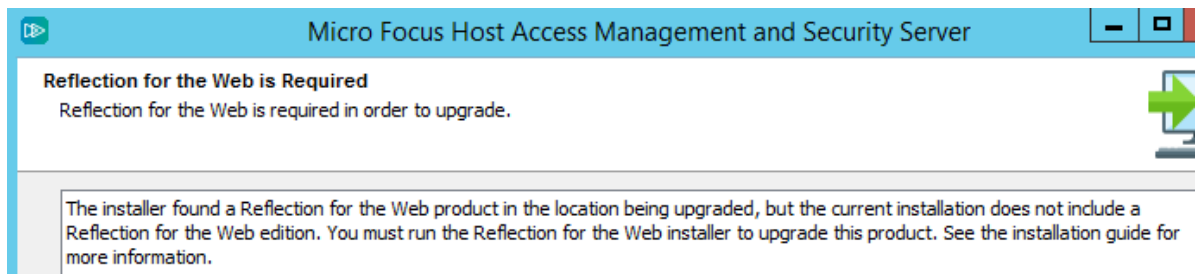 Micro Focus Host Access Management and Security Server
Reflection for the Web is Required
Reflection for the Web is required in order to upgrade.
The installer found a Reflection for the Web product in the location being upgraded, but the current installation does not include a
Reflection for the Web edition. You must run the Reflection for the Web installer to upgrade this product. See the installation guide for
more information.